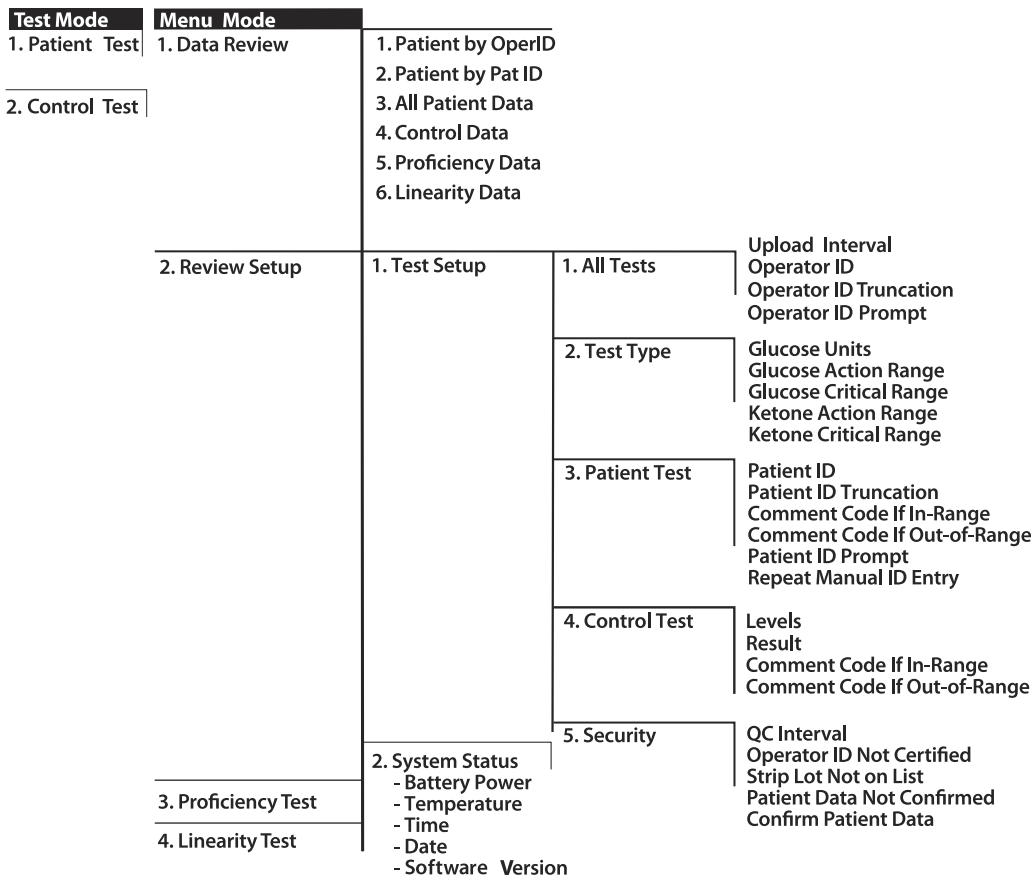 Test Mode
Menu Mode
1. Patient Test
1. Data Review
2. Control Test
1. Patient by OperID
2. Patient by Pat ID
3. All Patient Data
4. Control Data
5. Proficiency Data
6. Linearity Data
2. Review Setup
1. Test Setup
1. All Tests
Upload Interval
Operator ID
Operator ID Truncation
Operator ID Prompt
2. Test Type
Glucose Units
Glucose Action Range
Glucose Critical Range
Ketone Action Range
Ketone Critical Range
3. Patient Test
Patient ID
Patient ID Truncation
Comment Code If In-Range
Comment Code If Out-of-Range
Patient ID Prompt
Repeat Manual ID Entry
4. Control Test
Levels
Result
Comment Code If In-Range
Comment Code If Out-of-Range
5. Security
QC Interval
Operator ID Not Certified
Strip Lot Not on List
Patient Data Not Confirmed
Confirm Patient Data
2. System Status
- Battery Power
- Temperature
- Time
- Date
- Software Version
3. Proficiency Test
4. Linearity Test